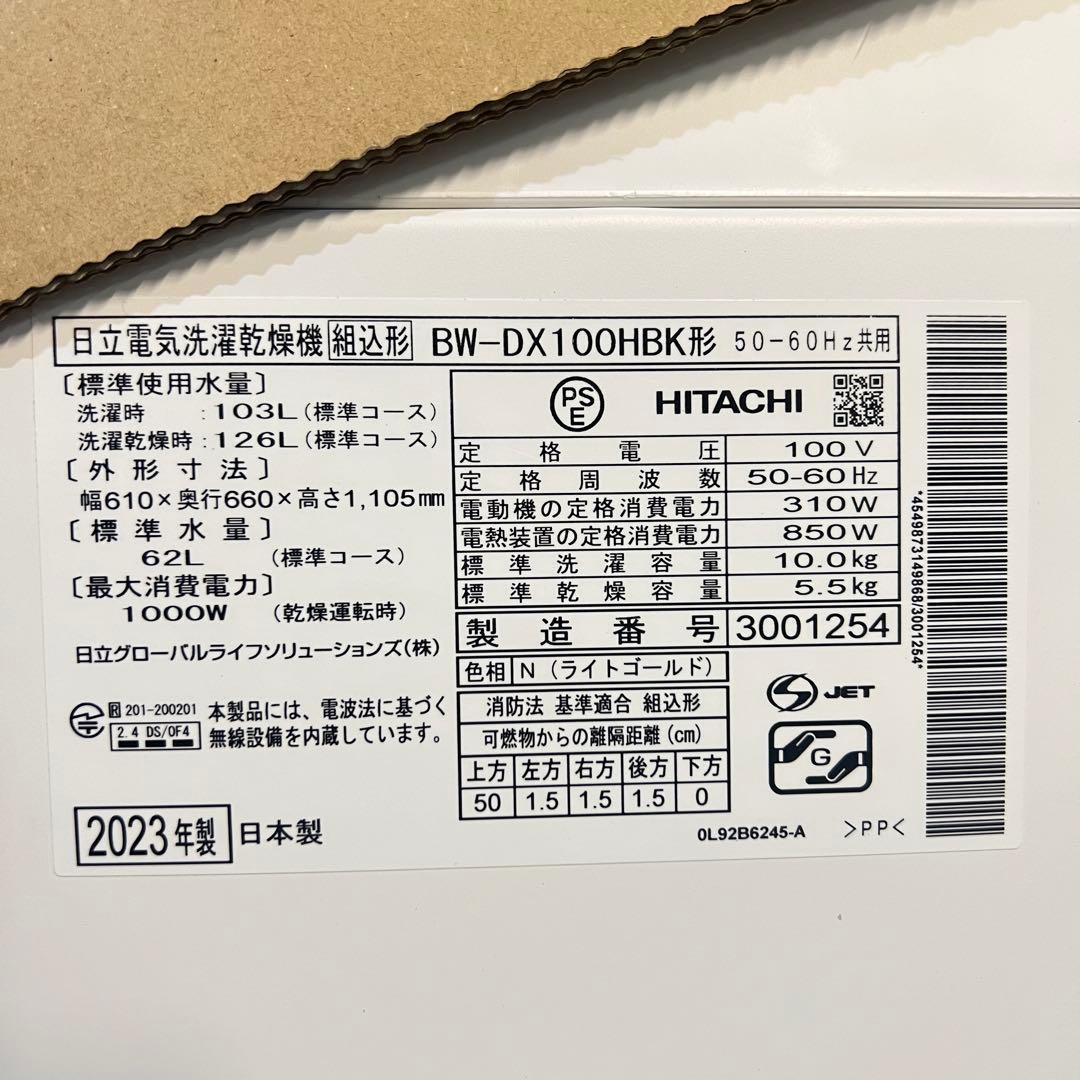 日立電気洗濯乾燥機 組込形 BW-DX100HBK形 50-60Hz共用
〔標準使用水量〕
洗濯時 :103L(標準コース)
洗濯乾燥時:126L(標準コース)
〔外形寸法〕
幅610×奥行660×高さ1,105mm
〔標準水量〕
62L (標準コース)
〔最大消費電力〕
1000W (乾燥運転時)
日立グローバルライフソリューションズ(株)
R 201-200201
2.4 DS/OF4
本製品には、電波法に基づく
無線設備を内蔵しています。
2023年製 日本製
PSE HITACHI
定格電圧 100V
定格周波数 50-60Hz
電動機の定格消費電力 310W
電熱装置の定格消費電力 850W
標準洗濯容量 10.0kg
標準乾燥容量 5.5kg
製造番号 3001254
色相 N(ライトゴールド)
消防法 基準適合 組込形
可燃物からの離隔距離(cm)
上方 左方 右方 後方 下方
50 1.5 1.5 1.5 0
S JET
G
0L92B6245-A >PP<
*4549873149868/3001254*